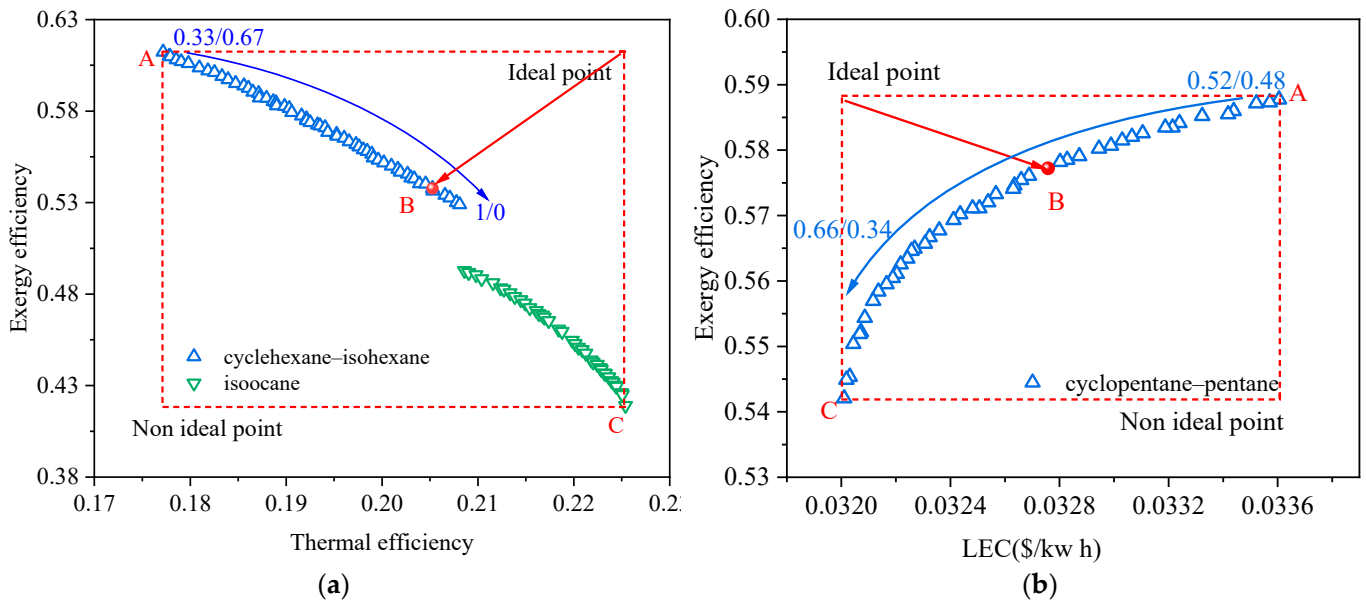 0.63
0.58
0.53
0.48
0.43
0.38
0.17
0.18
0.19
0.20
0.21
0.22
Exergy efficiency
Thermal efficiency
A
0.33/0.67
Ideal point
B
1/0
cyclehexane–isohexane
isoocane
Non ideal point
C
(a)
0.60
0.59
0.58
0.57
0.56
0.55
0.54
0.53
0.0320
0.0324
0.0328
0.0332
0.0336
Exergy efficiency
LEC($/kw h)
Ideal point
0.52/0.48
A
B
0.66/0.34
cyclopentane–pentane
C
Non ideal point
(b)